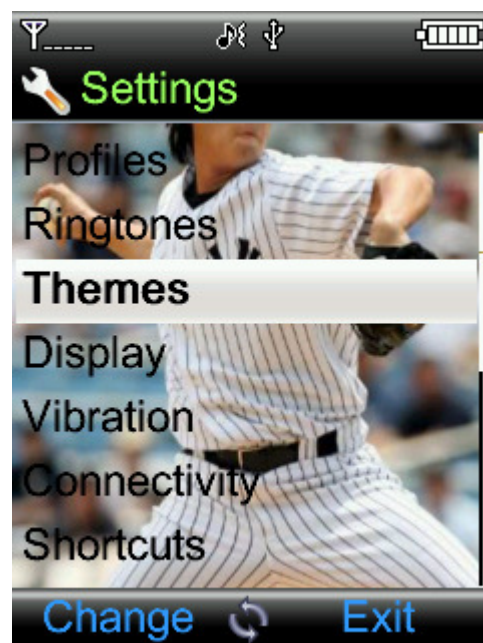 Settings
Profiles
Ringtones
Themes
Display
Vibration
Connectivity
Shortcuts
Change Exit